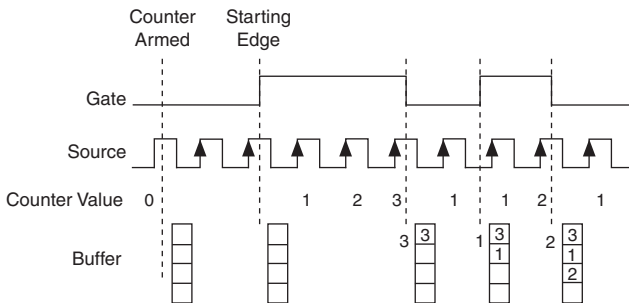 Counter Armed
Starting Edge
Gate
Source
Counter Value 0 1 2 3 1 1 2 1
Buffer
3 3
1 3 1
2 3 1 2